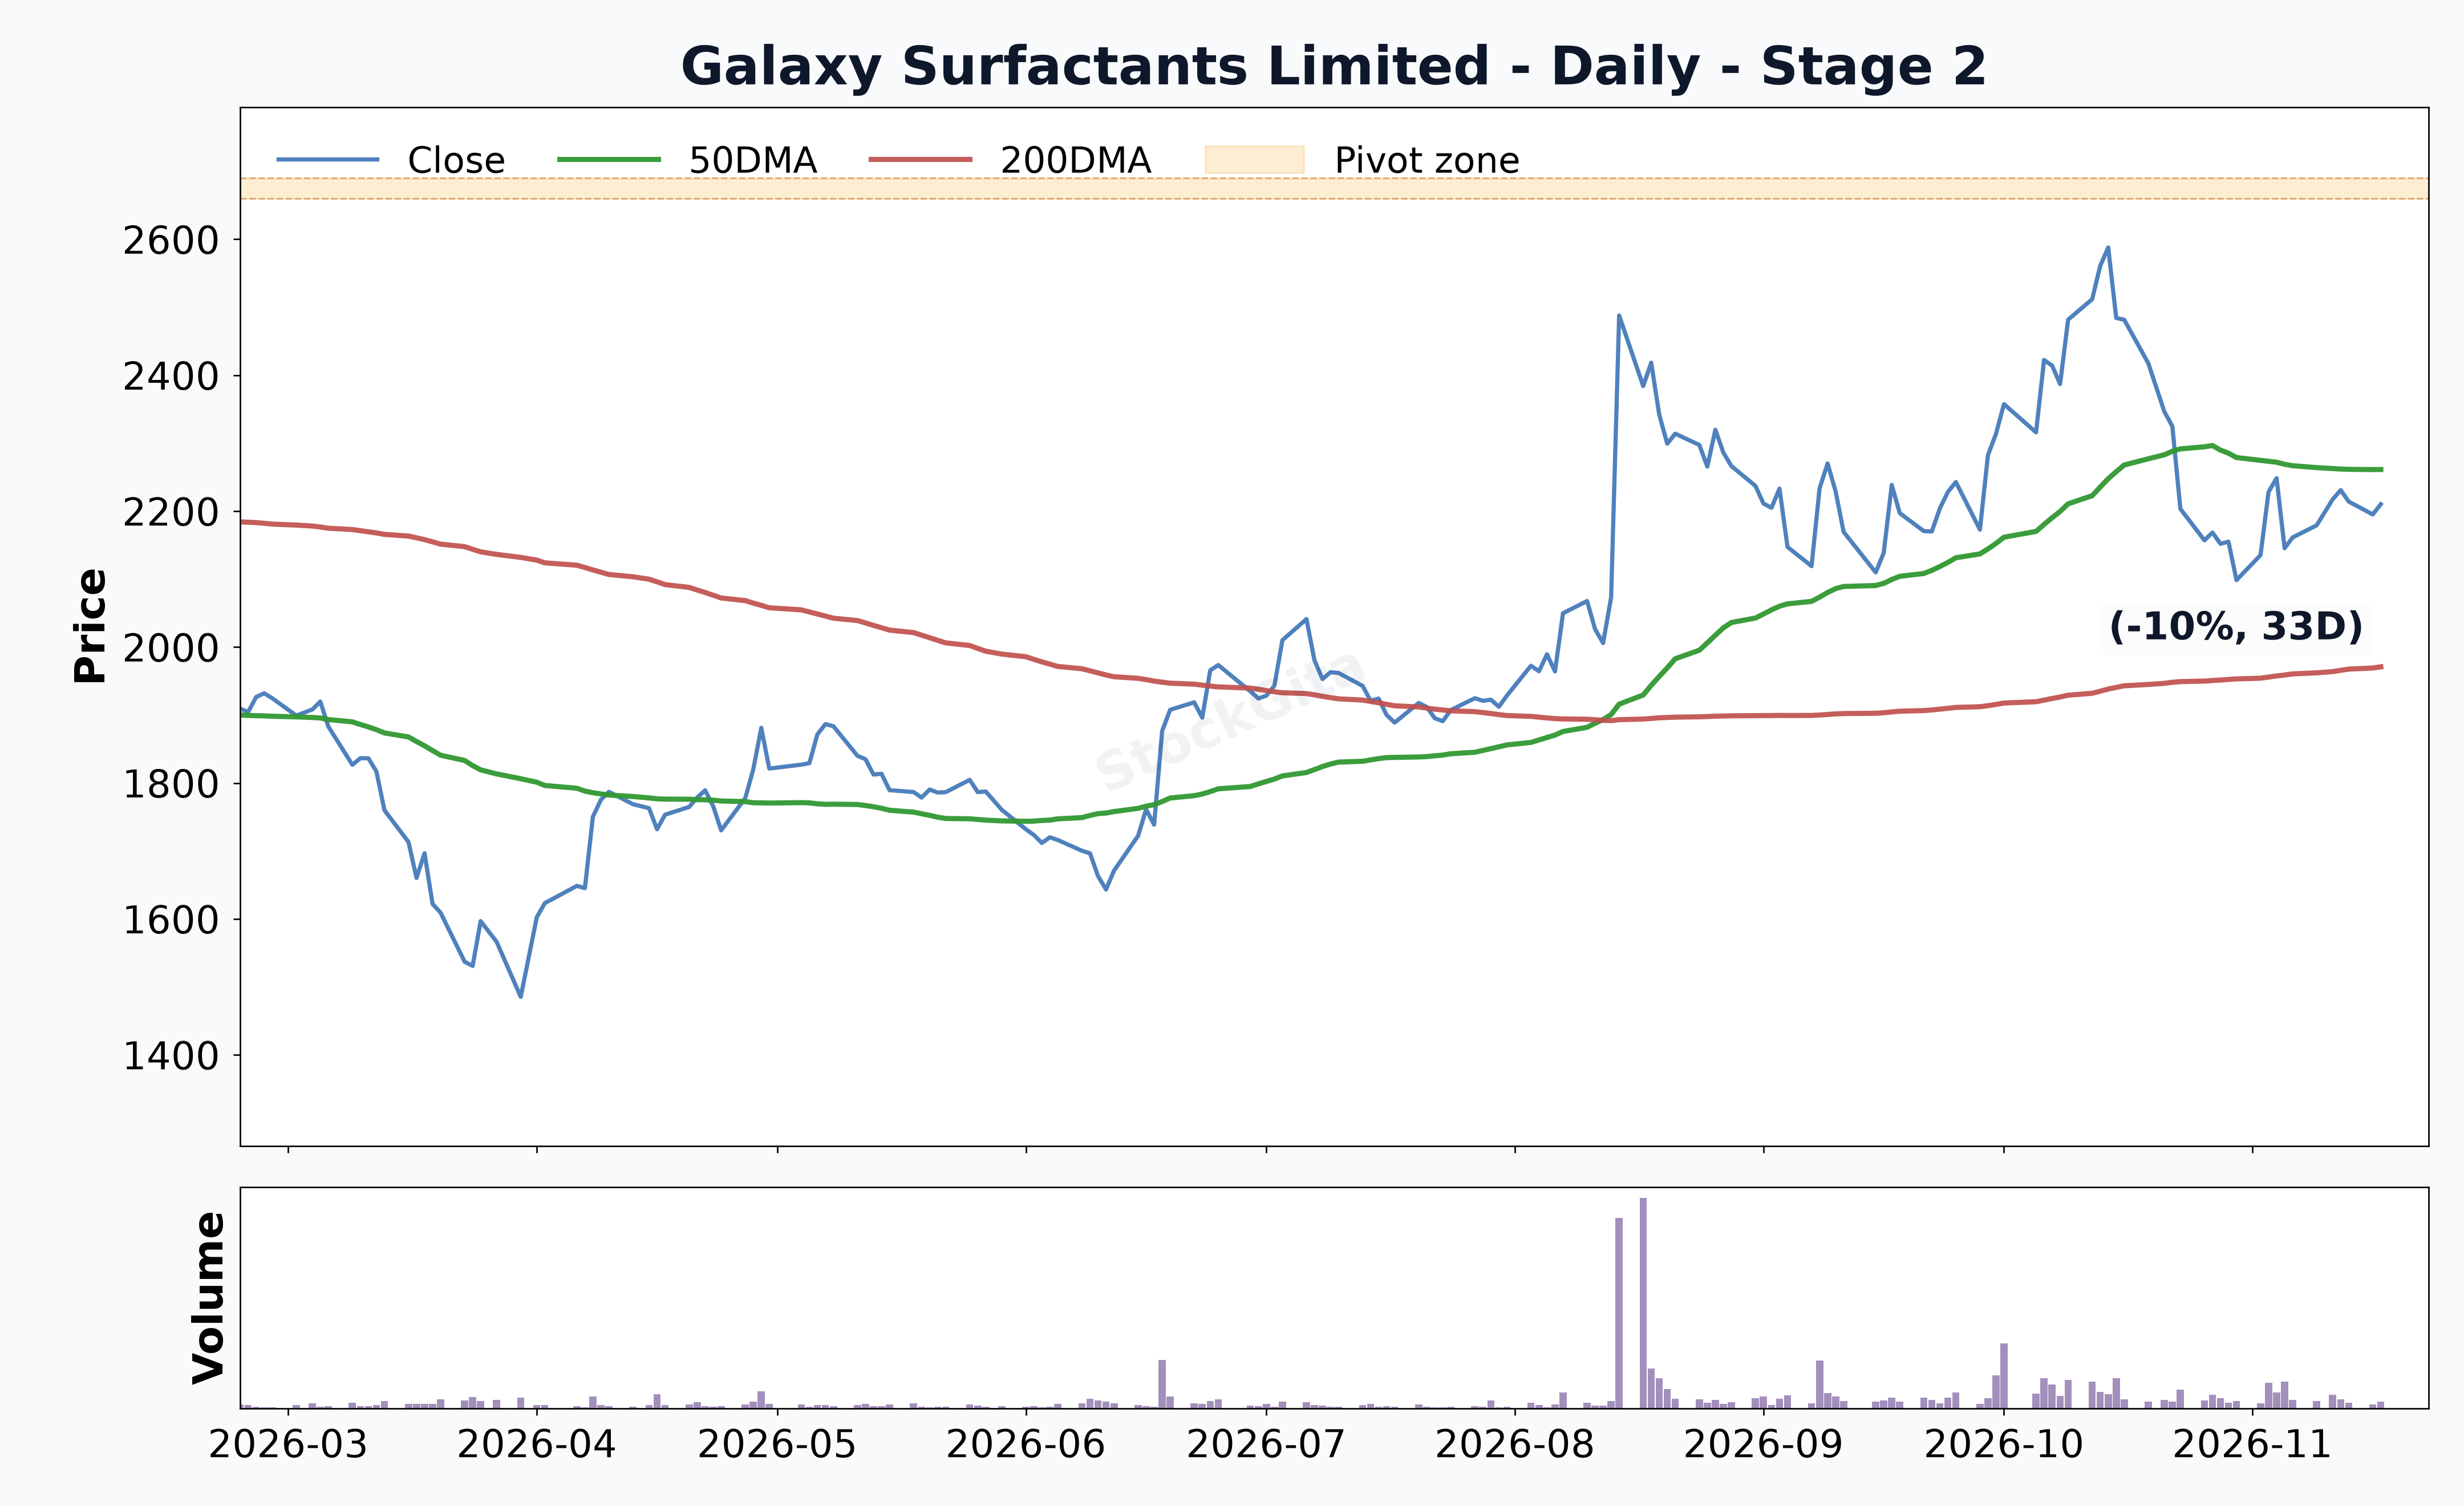 Galaxy Surfactants Limited - Daily - Stage 2
Close 50DMA 200DMA Pivot zone
2600
2400
2200
2000
1800
1600
1400
Price
(-10%, 33D)
StockGita
Volume
2026-03 2026-04 2026-05 2026-06 2026-07 2026-08 2026-09 2026-10 2026-11